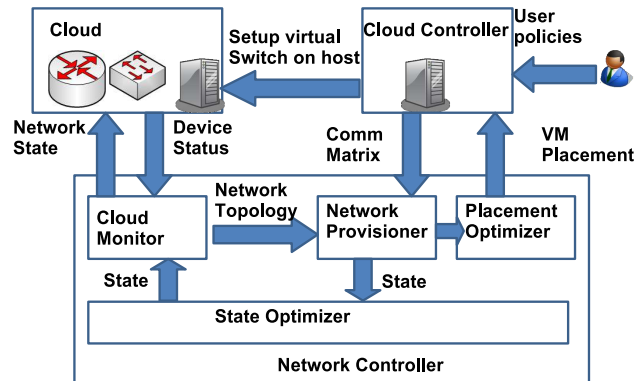 Cloud
Setup virtual
Switch on host
Cloud Controller
User
policies
Network
State
Device
Status
Comm
Matrix
VM
Placement
Cloud
Monitor
Network
Topology
Network
Provisioner
Placement
Optimizer
State
State
State Optimizer
Network Controller